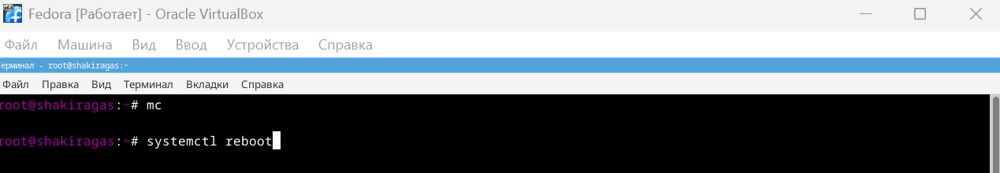 x64
Fedora [Работает] - Oracle VirtualBox
Файл Машина Вид Ввод Устройства Справка
Терминал - root@shakiragas:~
Файл Правка Вид Терминал Вкладки Справка
root@shakiragas:~# mc
root@shakiragas:~# systemctl reboot